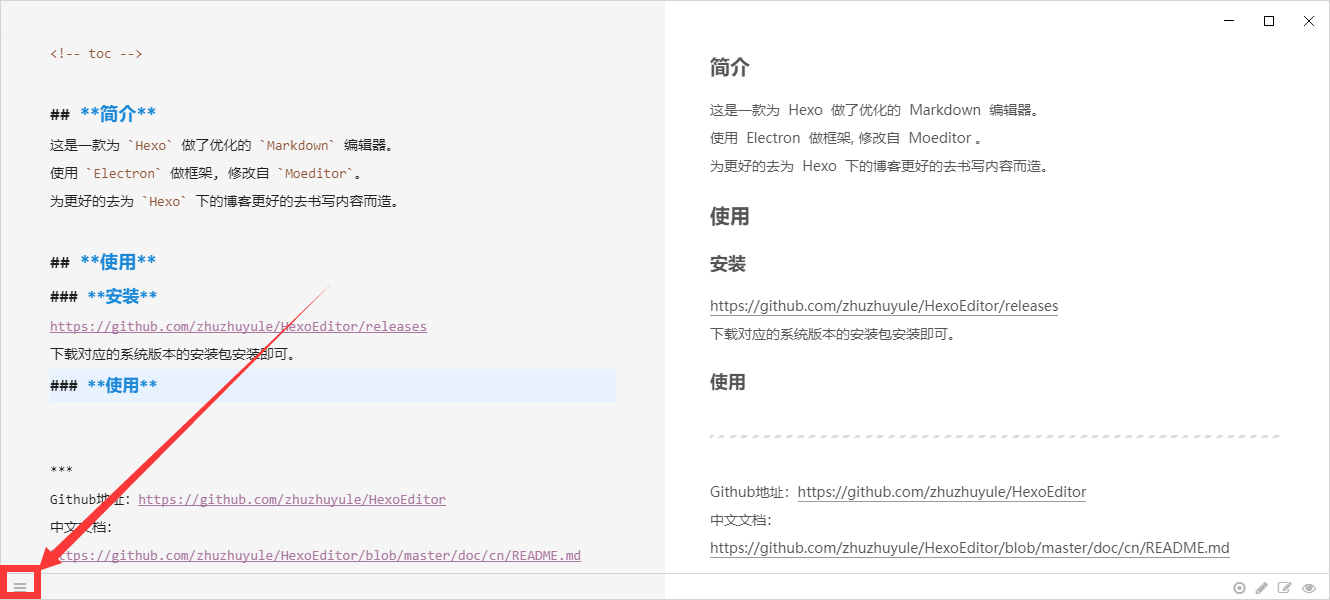 <!-- toc -->
## **简介**
这是一款为 `Hexo` 做了优化的 `Markdown` 编辑器。
使用 `Electron` 做框架, 修改自 `Moeditor`。
为更好的去为 `Hexo` 下的博客更好的去书写内容而造。
## **使用**
### **安装**
https://github.com/zhuzhuyule/HexoEditor/releases
下载对应的系统版本的安装包安装即可。
### **使用**
***
Github地址：https://github.com/zhuzhuyule/HexoEditor
中文文档：
https://github.com/zhuzhuyule/HexoEditor/blob/master/doc/cn/README.md
简介
这是一款为 Hexo 做了优化的 Markdown 编辑器。
使用 Electron 做框架, 修改自 Moeditor 。
为更好的去为 Hexo 下的博客更好的去书写内容而造。
使用
安装
https://github.com/zhuzhuyule/HexoEditor/releases
下载对应的系统版本的安装包安装即可。
使用
Github地址：https://github.com/zhuzhuyule/HexoEditor
中文文档：
https://github.com/zhuzhuyule/HexoEditor/blob/master/doc/cn/README.md